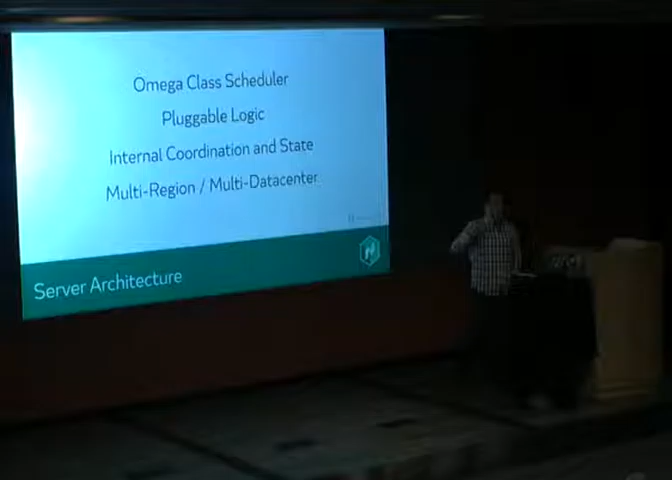 Omega Class Scheduler
Pluggable Logic
Internal Coordination and State
Multi-Region / Multi-Datacenter
Server Architecture